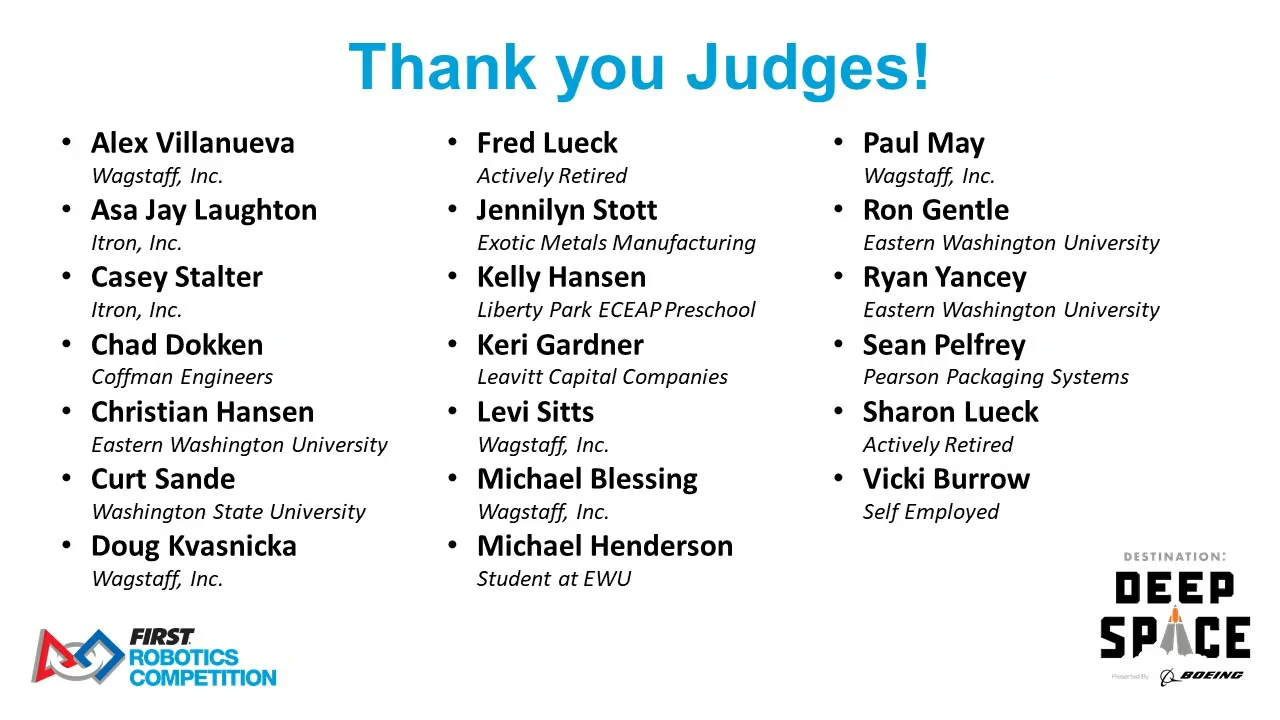 Thank you Judges!
• Alex Villanueva
Wagstaff, Inc.
• Asa Jay Laughton
Itron, Inc.
• Casey Stalter
Itron, Inc.
• Chad Dokken
Coffman Engineers
• Christian Hansen
Eastern Washington University
• Curt Sande
Washington State University
• Doug Kvasnicka
Wagstaff, Inc.
• Fred Lueck
Actively Retired
• Jennilyn Stott
Exotic Metals Manufacturing
• Kelly Hansen
Liberty Park ECEAP Preschool
• Keri Gardner
Leavitt Capital Companies
• Levi Sitts
Wagstaff, Inc.
• Michael Blessing
Wagstaff, Inc.
• Michael Henderson
Student at EWU
• Paul May
Wagstaff, Inc.
• Ron Gentle
Eastern Washington University
• Ryan Yancey
Eastern Washington University
• Sean Pelfrey
Pearson Packaging Systems
• Sharon Lueck
Actively Retired
• Vicki Burrow
Self Employed
FIRST
ROBOTICS
COMPETITION
DESTINATION:
DEEP
SPACE
Presented By BOEING